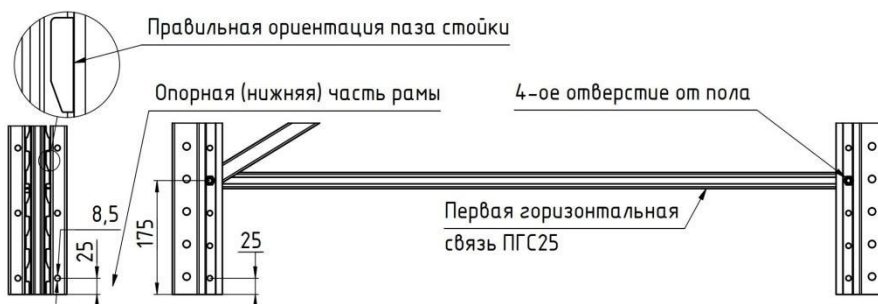 Правильная ориентация паза стойки
Опорная (нижняя) часть рамы
4-ое отверстие от пола
8,5
25
175
25
Первая горизонтальная
связь ПГС25